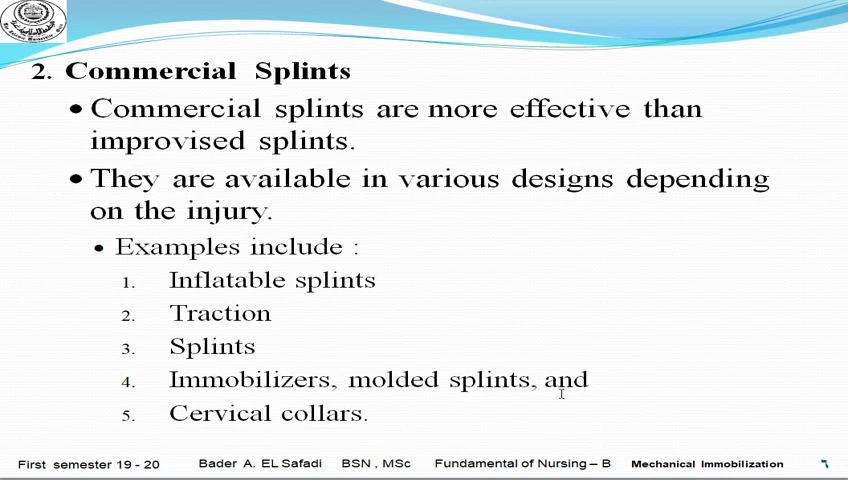 2. Commercial Splints
• Commercial splints are more effective than
improvised splints.
• They are available in various designs depending
on the injury.
• Examples include :
1. Inflatable splints
2. Traction
3. Splints
4. Immobilizers, molded splints, and
5. Cervical collars.
First semester 19 - 20 Bader A. EL Safadi BSN , MSc Fundamental of Nursing – B Mechanical Immobilization ٦